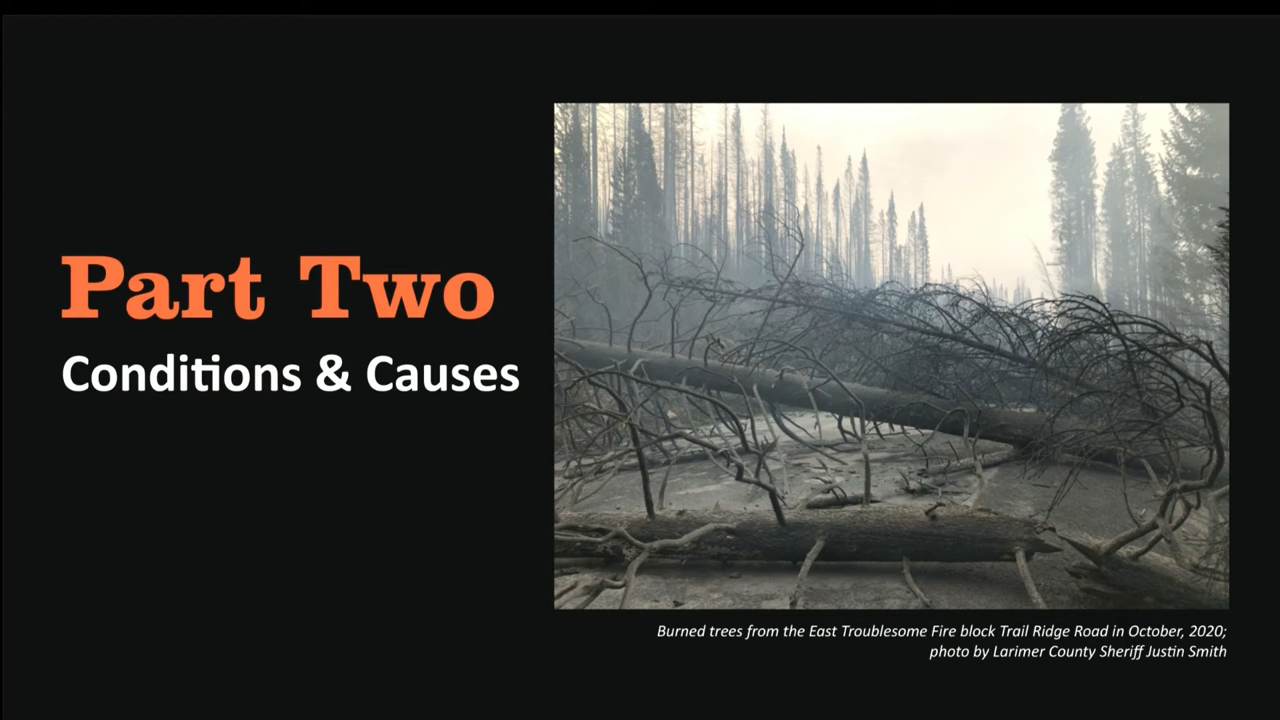 Part Two
Conditions & Causes
Burned trees from the East Troublesome Fire block Trail Ridge Road in October, 2020;
photo by Larimer County Sheriff Justin Smith